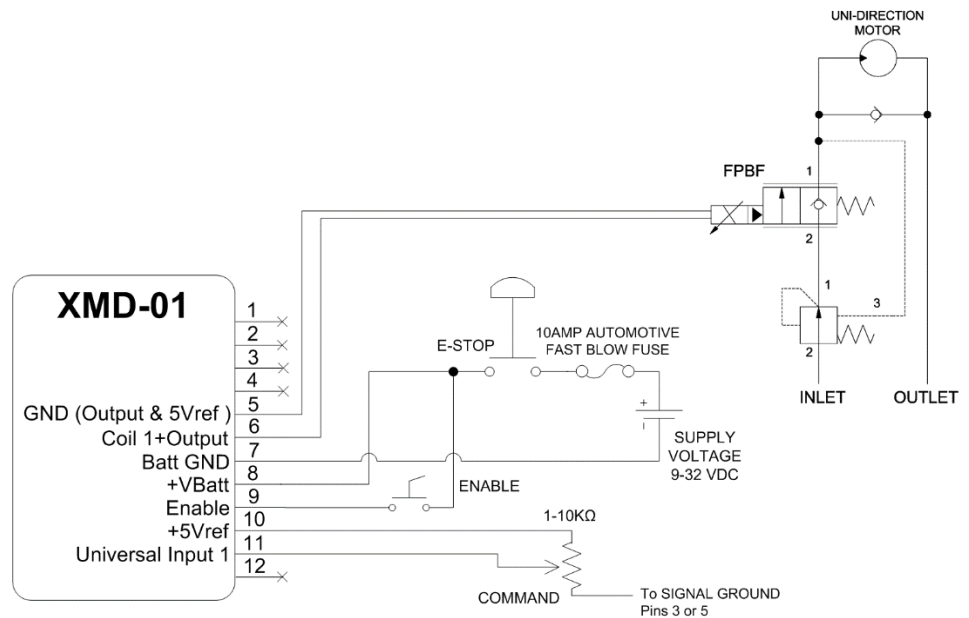 UNI-DIRECTION
MOTOR
FPBF
1
2
1
3
2
INLET
OUTLET
XMD-01
1
2
3
4
GND (Output & 5Vref )
5
Coil 1+Output
6
Batt GND
7
+VBatt
8
Enable
9
+5Vref
10
Universal Input 1
11
12
E-STOP
10AMP AUTOMOTIVE
FAST BLOW FUSE
+
-
SUPPLY
VOLTAGE
9-32 VDC
ENABLE
1-10KΩ
COMMAND
To SIGNAL GROUND
Pins 3 or 5